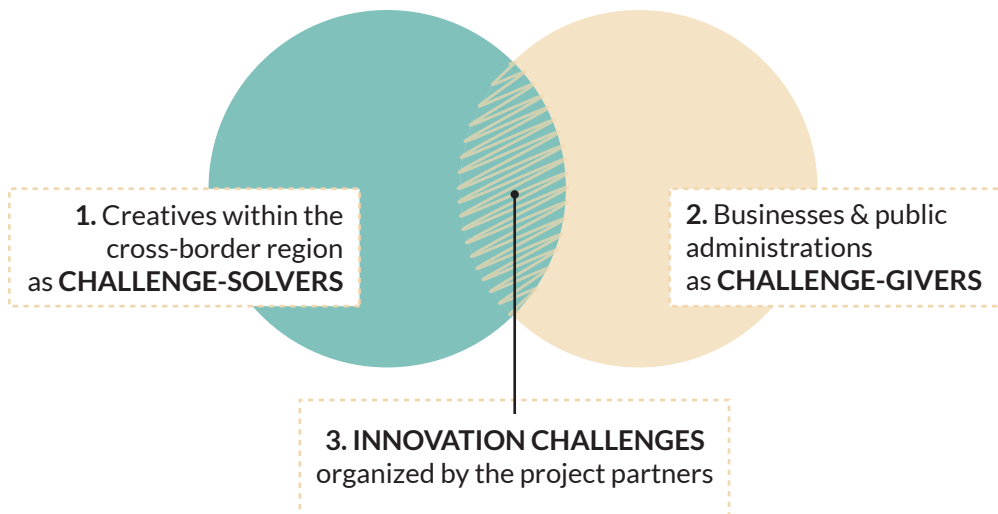 1. Creatives within the
cross-border region
as CHALLENGE-SOLVERS
2. Businesses & public
administrations
as CHALLENGE-GIVERS
3. INNOVATION CHALLENGES
organized by the project partners